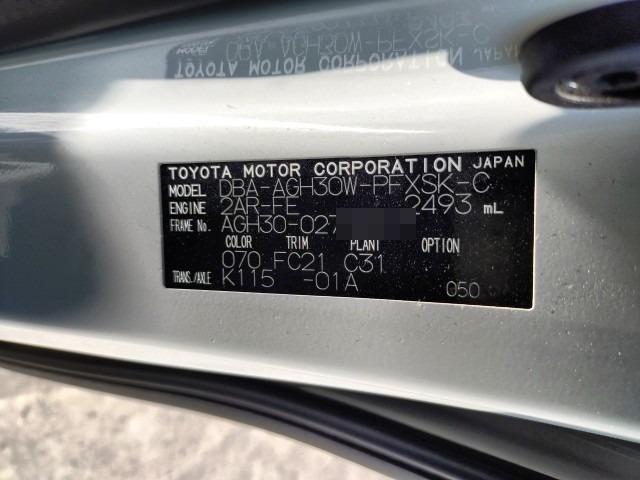 TOYOTA MOTOR CORPORATION JAPAN
MODEL DBA-AGH30W-PFXSK-C
ENGINE 2AR-FE 2493 mL
FRAME No. AGH30-027
COLOR TRIM PLANT OPTION
070 FC21 C31
TRANS./AXLE K115 -01A 050